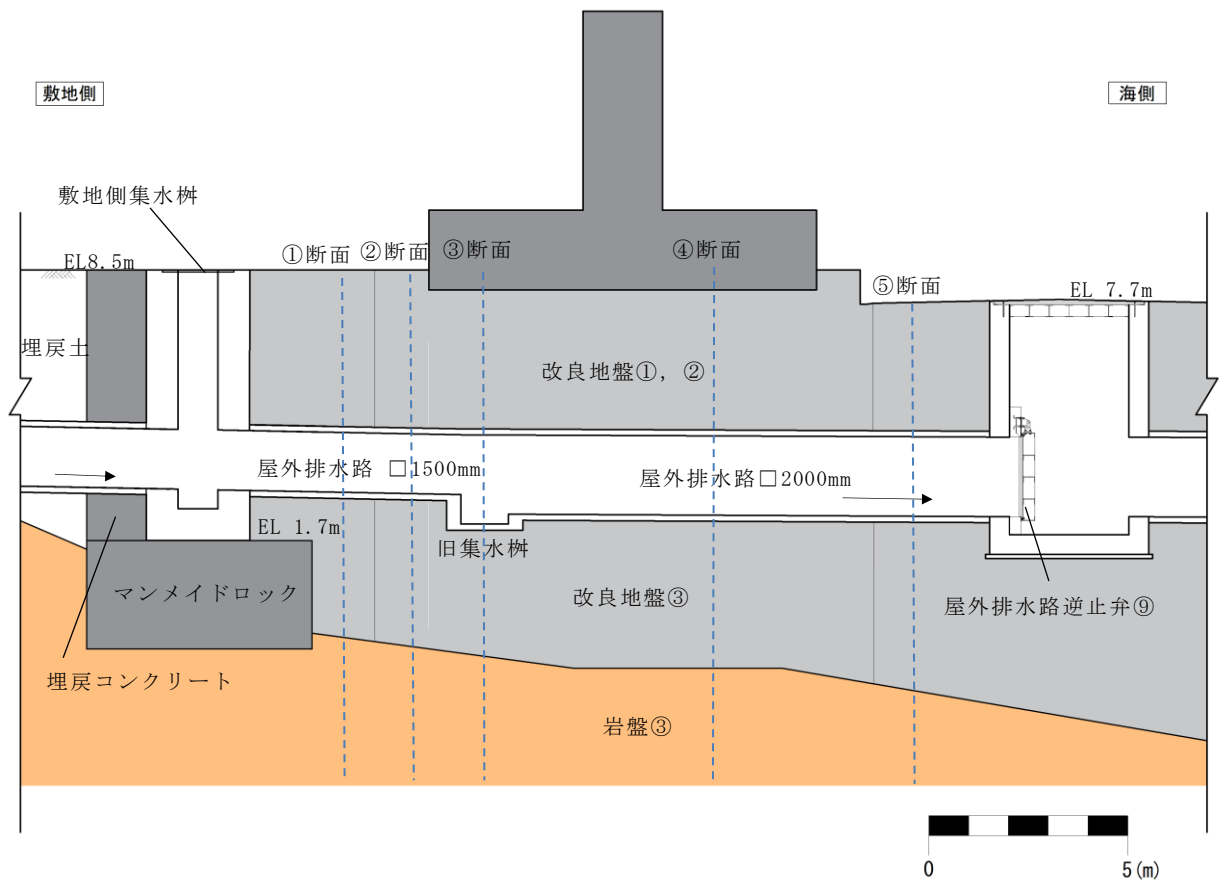 敷地側
海側
敷地側集水桝
EL8.5m
①断面
②断面
③断面
④断面
⑤断面
EL 7.7m
埋戻土
改良地盤①，②
屋外排水路 □1500mm
屋外排水路□2000mm
EL 1.7m
旧集水桝
マンメイドロック
改良地盤③
屋外排水路逆止弁⑨
埋戻コンクリート
岩盤③
0 5(m)